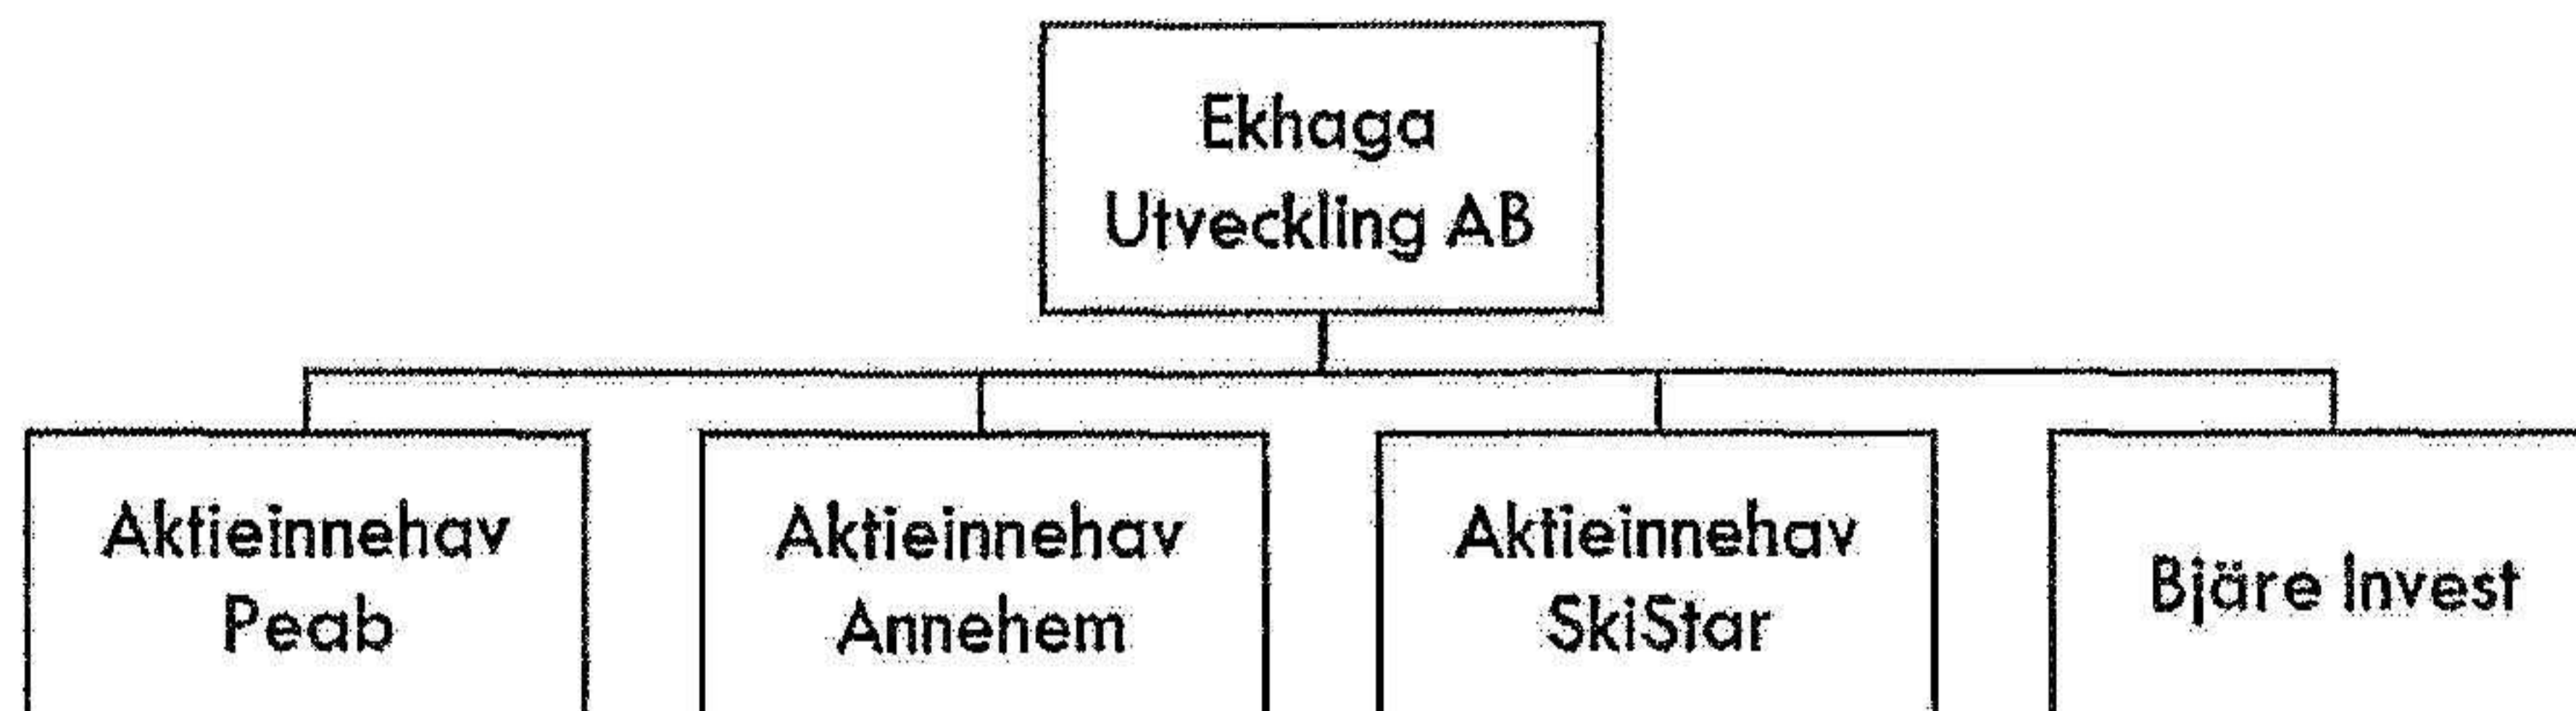 Ekhaga
Utveckling AB
Aktieinnehav
Peab
Aktieinnehav
Annehem
Aktieinnehav
SkiStar
Bjäre Invest